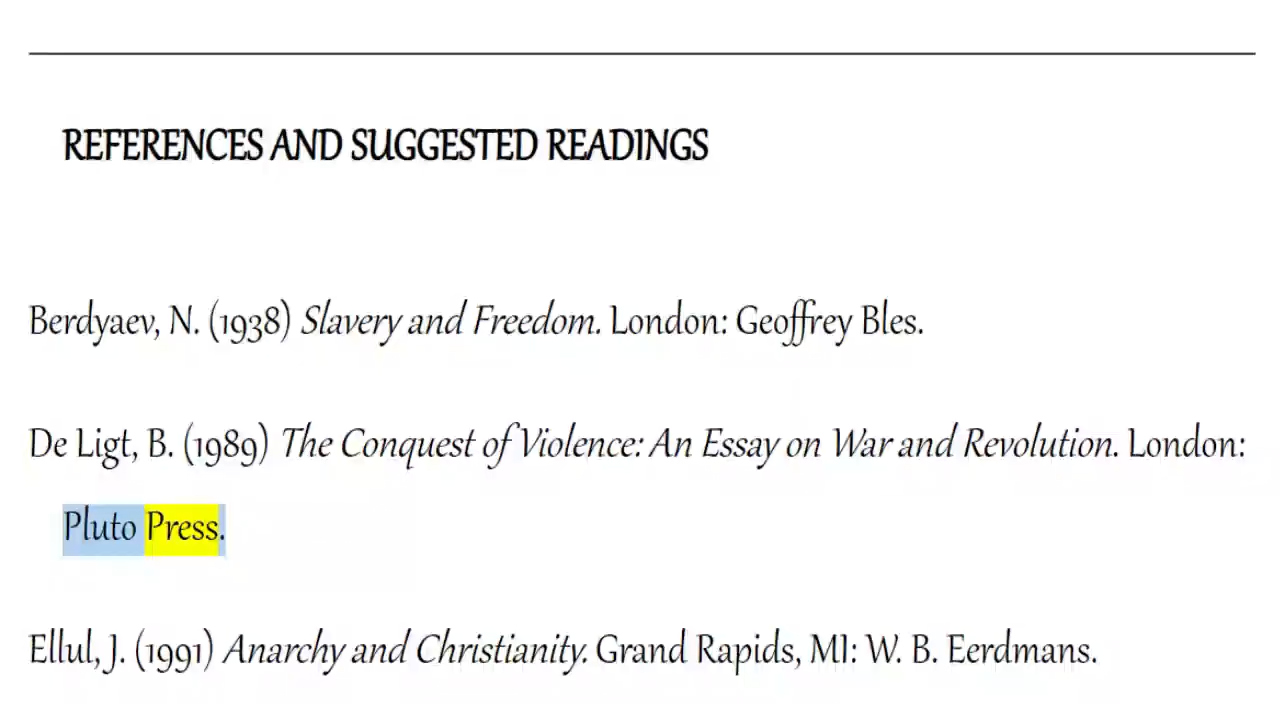 REFERENCES AND SUGGESTED READINGS
Berdyaev, N. (1938) Slavery and Freedom. London: Geoffrey Bles.
De Ligt, B. (1989) The Conquest of Violence: An Essay on War and Revolution. London:
Pluto Press.
Ellul, J. (1991) Anarchy and Christianity. Grand Rapids, MI: W. B. Eerdmans.